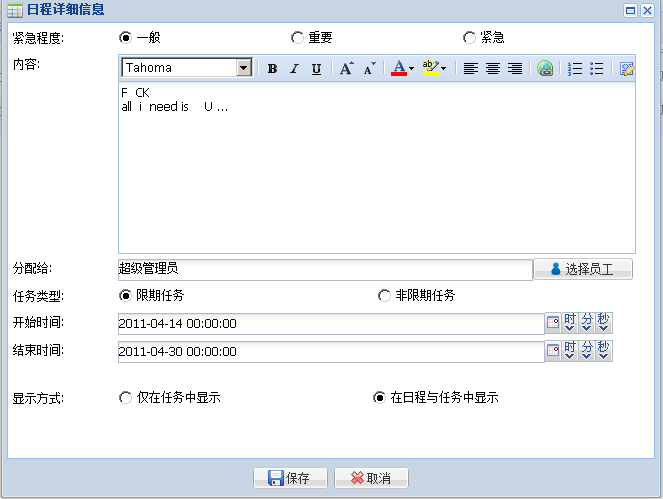 日程详细信息
紧急程度: 一般 重要 紧急
内容: Tahoma B I U A A A ab
F CK
all i need is U ...
分配给: 超级管理员 选择员工
任务类型: 限期任务 非限期任务
开始时间: 2011-04-14 00:00:00 时 分 秒
结束时间: 2011-04-30 00:00:00 时 分 秒
显示方式: 仅在任务中显示 在日程与任务中显示
保存 取消